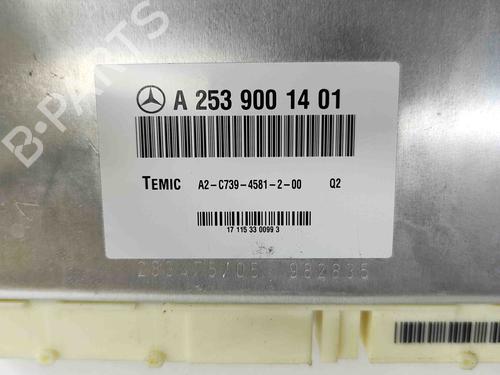 B-PARTS
A 253 900 14 01
TEMIC A2-C739-4581-2-00 Q2
17 115 33 0099 3